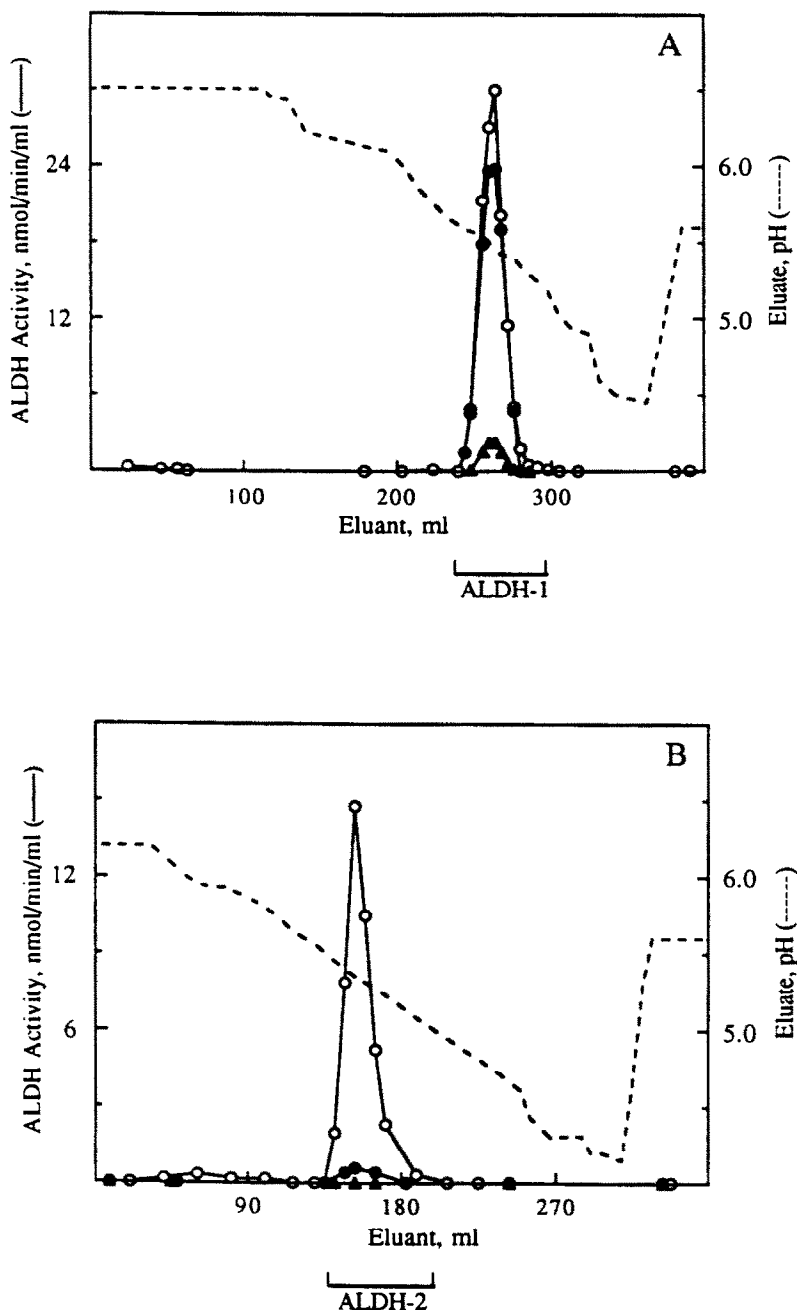 A
ALDH Activity, nmol/min/ml (——)
24
12
6.0
5.0
Eluate, pH (-----)
100
200
300
Eluant, ml
ALDH-1
B
ALDH Activity, nmol/min/ml (——)
12
6
6.0
5.0
Eluate, pH (-----)
90
180
270
Eluant, ml
ALDH-2